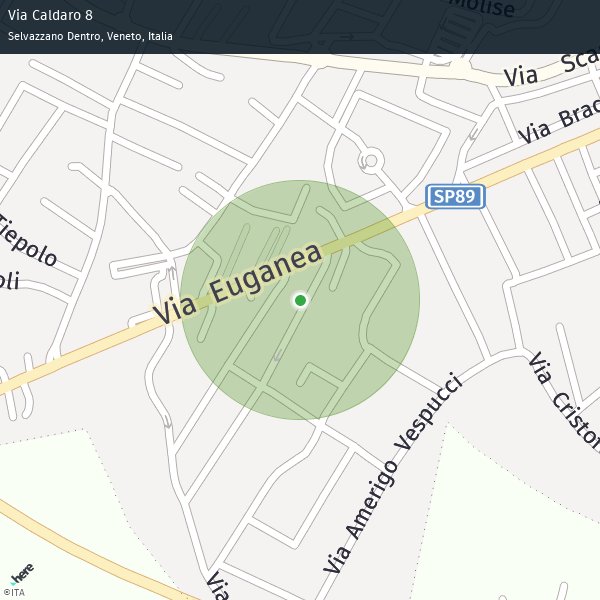 Via Caldaro 8
Selvazzano Dentro, Veneto, Italia
Molise
Via Sca
Via Brac
SP89
Tiepolo
oli
Via Euganea
Via Cristof
Via Amerigo Vespucci
Via
here
©ITA